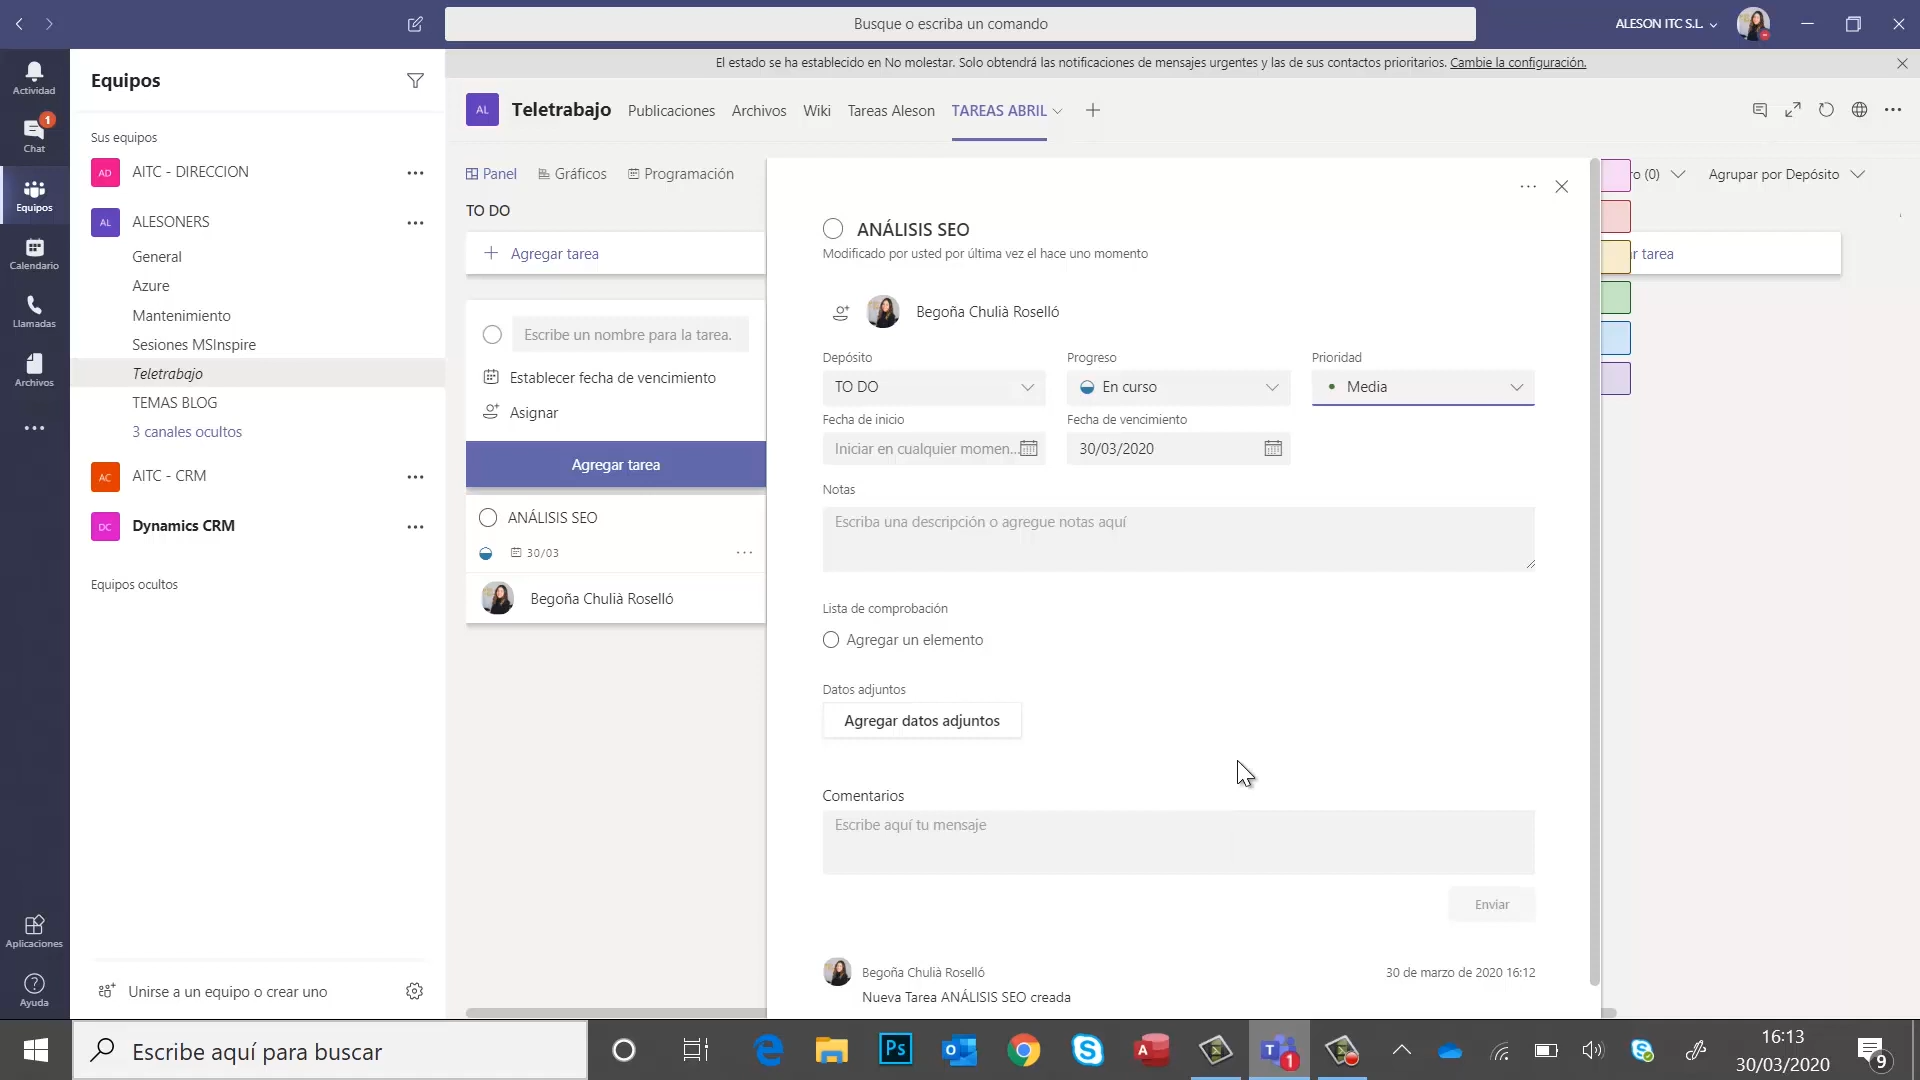 Busque o escriba un comando
ALESON ITC S.L.
El estado se ha establecido en No molestar. Solo obtendrá las notificaciones de mensajes urgentes y las de sus contactos prioritarios. Cambie la configuración.
Actividad
1
Chat
Equipos
Calendario
Llamadas
Archivos
Aplicaciones
Ayuda
Equipos
Sus equipos
AD AITC - DIRECCION
AL ALESONERS
General
Azure
Mantenimiento
Sesiones MSInspire
Teletrabajo
TEMAS BLOG
3 canales ocultos
AC AITC - CRM
DC Dynamics CRM
Equipos ocultos
Unirse a un equipo o crear uno
AL Teletrabajo Publicaciones Archivos Wiki Tareas Aleson TAREAS ABRIL
Panel Gráficos Programación
ro (0) Agrupar por Depósito
TO DO
Agregar tarea
Escribe un nombre para la tarea.
Establecer fecha de vencimiento
Asignar
Agregar tarea
ANÁLISIS SEO
30/03
Begoña Chulià Roselló
ANÁLISIS SEO
Modificado por usted por última vez el hace uno momento
Begoña Chulià Roselló
Depósito Progreso Prioridad
TO DO En curso Media
Fecha de inicio Fecha de vencimiento
Iniciar en cualquier momen... 30/03/2020
Notas
Escriba una descripción o agregue notas aquí
Lista de comprobación
Agregar un elemento
Datos adjuntos
Agregar datos adjuntos
Comentarios
Escribe aquí tu mensaje
Enviar
Begoña Chulià Roselló 30 de marzo de 2020 16:12
Nueva Tarea ANÁLISIS SEO creada
r tarea
Escribe aquí para buscar
Ps
1
16:13
30/03/2020
9